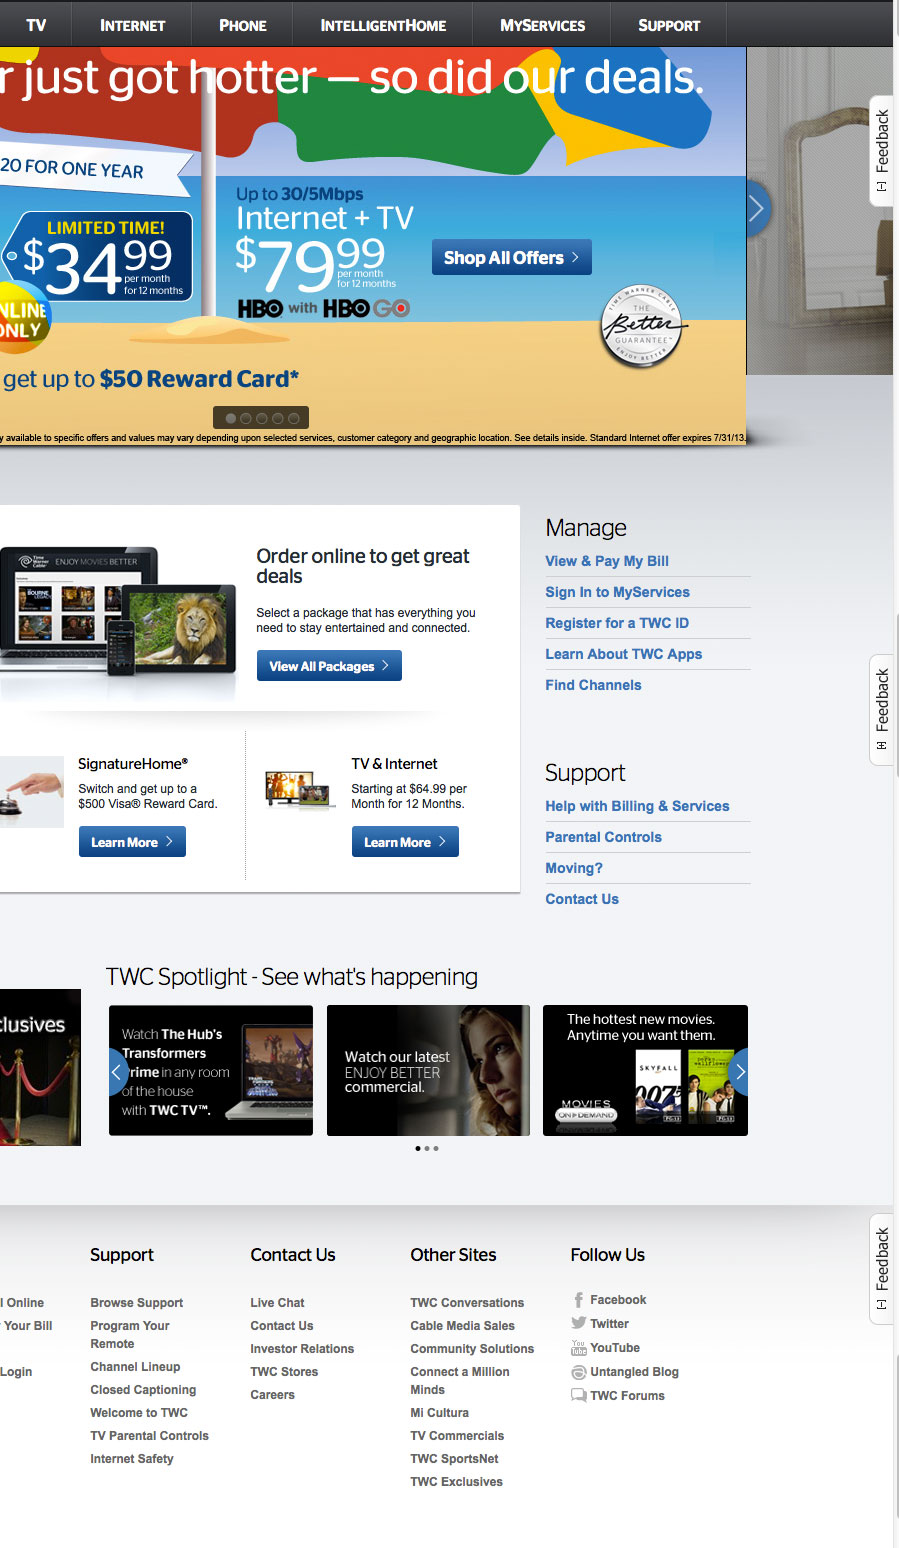 TV INTERNET PHONE INTELLIGENTHOME MYSERVICES SUPPORT
r just got hotter – so did our deals.
Feedback
20 FOR ONE YEAR
LIMITED TIME!
$34.99
per month
for 12 months
NLINE
ONLY
Up to 30/5Mbps
Internet + TV
$79.99
per month
for 12 months
HBO with HBO GO
Shop All Offers
TIME WARNER CABLE
THE
Better
GUARANTEE™
ENJOY BETTER
get up to $50 Reward Card*
y available to specific offers and values may vary depending upon selected services, customer category and geographic location. See details inside. Standard Internet offer expires 7/31/13.
Time
Warner
Cable
ENJOY MOVIES BETTER
Order online to get great
deals
Select a package that has everything you
need to stay entertained and connected.
View All Packages
SignatureHome®
Switch and get up to a
$500 Visa® Reward Card.
Learn More
TV & Internet
Starting at $64.99 per
Month for 12 Months.
Learn More
Manage
View & Pay My Bill
Sign In to MyServices
Register for a TWC ID
Learn About TWC Apps
Find Channels
Feedback
Support
Help with Billing & Services
Parental Controls
Moving?
Contact Us
TWC Spotlight - See what's happening
clusives
Watch The Hub's
Transformers
Prime in any room
of the house
with TWC TV™.
Watch our latest
ENJOY BETTER
commercial.
The hottest new movies.
Anytime you want them.
SKYFALL
007
MOVIES
ON DEMAND
PG-13
PG-13
Feedback
l Online
Your Bill
Login
Support
Browse Support
Program Your
Remote
Channel Lineup
Closed Captioning
Welcome to TWC
TV Parental Controls
Internet Safety
Contact Us
Live Chat
Contact Us
Investor Relations
TWC Stores
Careers
Other Sites
TWC Conversations
Cable Media Sales
Community Solutions
Connect a Million
Minds
Mi Cultura
TV Commercials
TWC SportsNet
TWC Exclusives
Follow Us
Facebook
Twitter
You
Tube
YouTube
Untangled Blog
TWC Forums